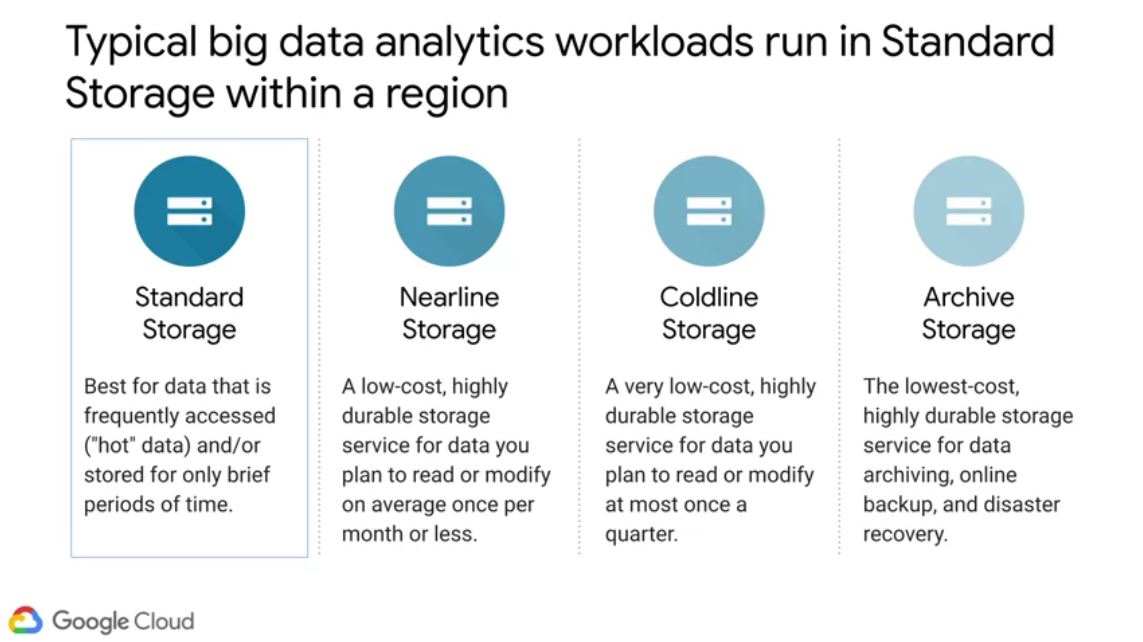 Typical big data analytics workloads run in Standard
Storage within a region
Standard
Storage
Best for data that is
frequently accessed
("hot" data) and/or
stored for only brief
periods of time.
Nearline
Storage
A low-cost, highly
durable storage
service for data you
plan to read or modify
on average once per
month or less.
Coldline
Storage
A very low-cost, highly
durable storage
service for data you
plan to read or modify
at most once a
quarter.
Archive
Storage
The lowest-cost,
highly durable storage
service for data
archiving, online
backup, and disaster
recovery.
Google Cloud